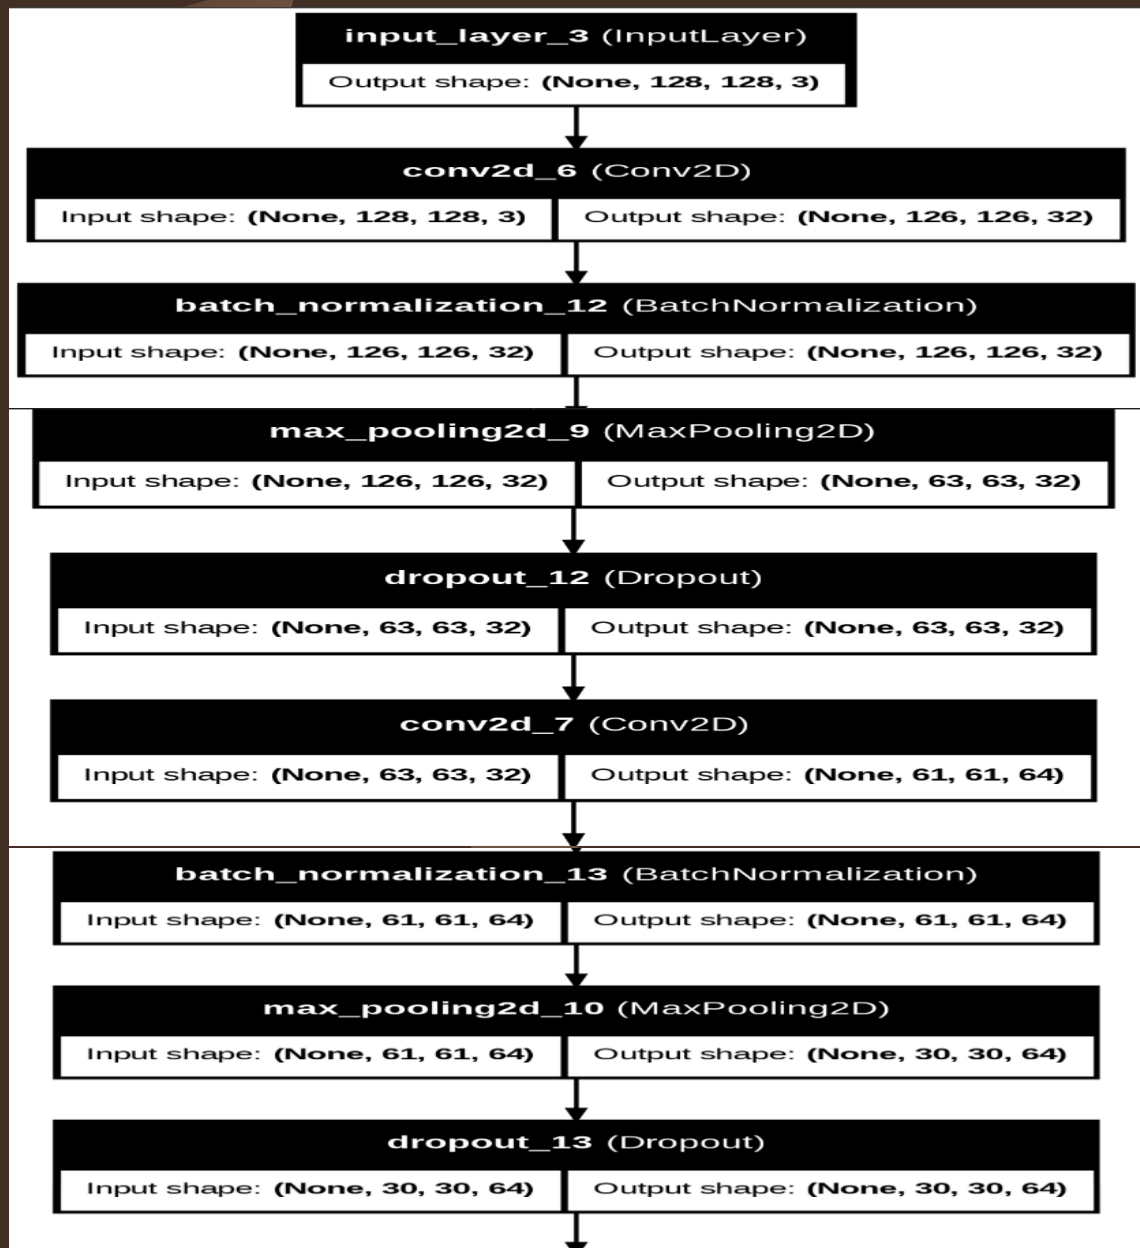 input_layer_3 (InputLayer)
Output shape: (None, 128, 128, 3)
conv2d_6 (Conv2D)
Input shape: (None, 128, 128, 3) Output shape: (None, 126, 126, 32)
batch_normalization_12 (BatchNormalization)
Input shape: (None, 126, 126, 32) Output shape: (None, 126, 126, 32)
max_pooling2d_9 (MaxPooling2D)
Input shape: (None, 126, 126, 32) Output shape: (None, 63, 63, 32)
dropout_12 (Dropout)
Input shape: (None, 63, 63, 32) Output shape: (None, 63, 63, 32)
conv2d_7 (Conv2D)
Input shape: (None, 63, 63, 32) Output shape: (None, 61, 61, 64)
batch_normalization_13 (BatchNormalization)
Input shape: (None, 61, 61, 64) Output shape: (None, 61, 61, 64)
max_pooling2d_10 (MaxPooling2D)
Input shape: (None, 61, 61, 64) Output shape: (None, 30, 30, 64)
dropout_13 (Dropout)
Input shape: (None, 30, 30, 64) Output shape: (None, 30, 30, 64)